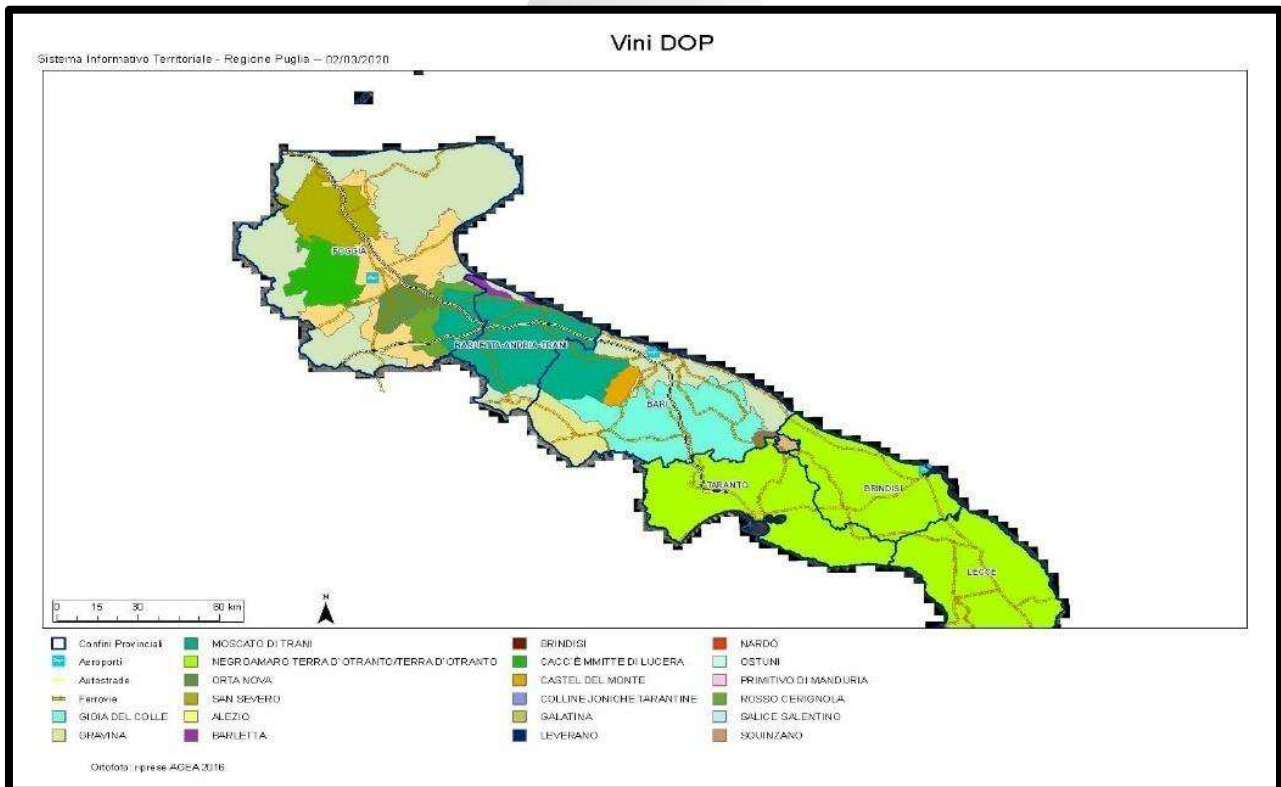 Vini DOP
Sistema Informativo Territoriale - Regione Puglia – 02/03/2020
FOGGIA
BARLETTA-ANDRIA-TRANI
BARI
TARANTO
BRINDISI
LECCE
0 15 30 60 km
N
Confini Provinciali
Aeroporti
Autostrade
Ferrovie
GIOIA DEL COLLE
GRAVINA
MOSCATO DI TRANI
NEGROAMARO TERRA D'OTRANTO/TERRA D'OTRANTO
ORTA NOVA
SAN SEVERO
ALEZIO
BARLETTA
BRINDISI
CACC'È MMITTE DI LUCERA
CASTEL DEL MONTE
COLLINE JONICHE TARANTINE
GALATINA
LEVERANO
NARDÒ
OSTUNI
PRIMITIVO DI MANDURIA
ROSSO CERIGNOLA
SALICE SALENTINO
SQUINZANO
Ortofoto: riprese AGEA 2016